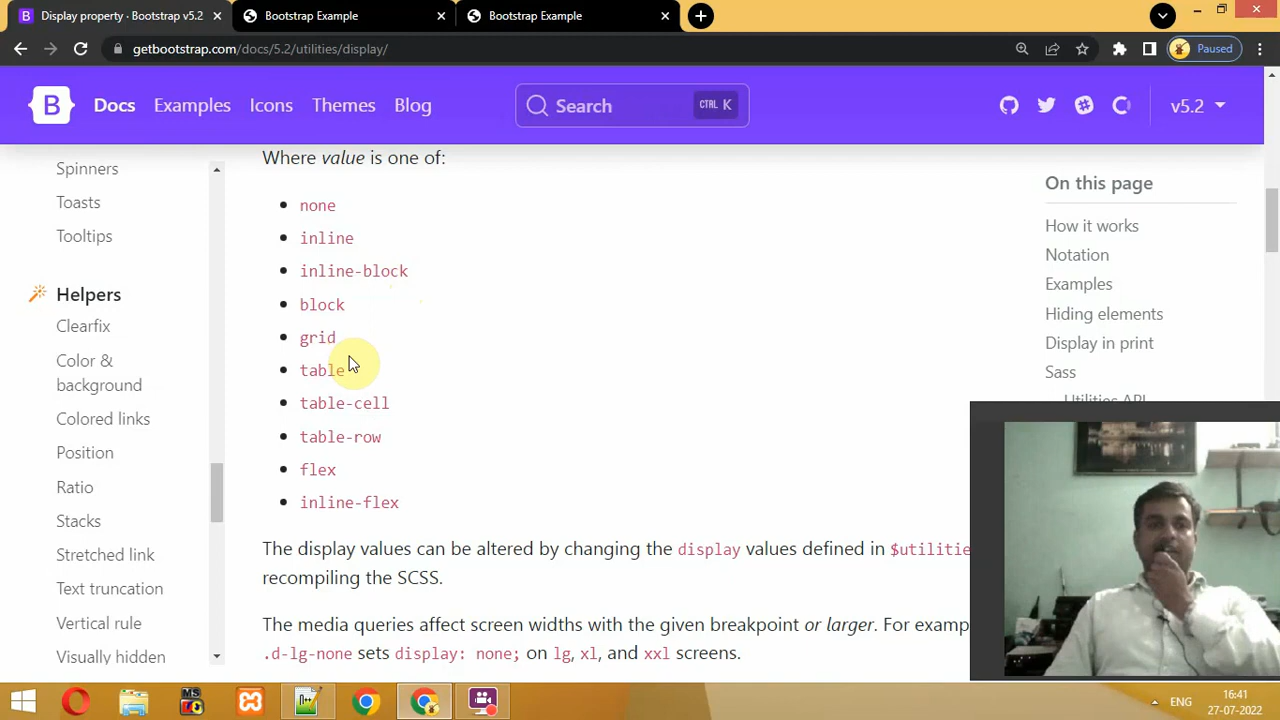 Display property · Bootstrap v5.2
Bootstrap Example
Bootstrap Example
getbootstrap.com/docs/5.2/utilities/display/
Paused
B
Docs
Examples
Icons
Themes
Blog
Search
CTRL K
v5.2
Spinners
Toasts
Tooltips
Helpers
Clearfix
Color &
background
Colored links
Position
Ratio
Stacks
Stretched link
Text truncation
Vertical rule
Visually hidden
Where value is one of:
none
inline
inline-block
block
grid
table
table-cell
table-row
flex
inline-flex
The display values can be altered by changing the display values defined in $utilitie
recompiling the SCSS.
The media queries affect screen widths with the given breakpoint or larger. For examp
.d-lg-none sets display: none; on lg, xl, and xxl screens.
On this page
How it works
Notation
Examples
Hiding elements
Display in print
Sass
Utilities API
MS
ENG
16:41
27-07-2022